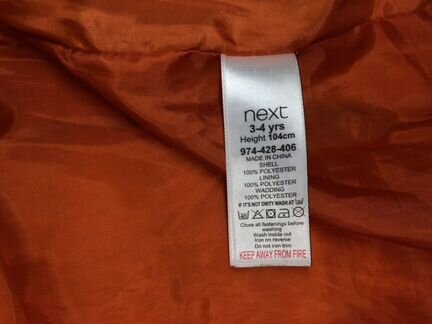 next
3-4 yrs
Height 104cm
974-428-406
MADE IN CHINA
SHELL
100% POLYESTER
LINING
100% POLYESTER
WADDING
100% POLYESTER
IF IT'S NOT DIRTY WASH AT
Close all fastenings before
washing
Wash inside out
Iron on reverse
Do not iron trim
KEEP AWAY FROM FIRE